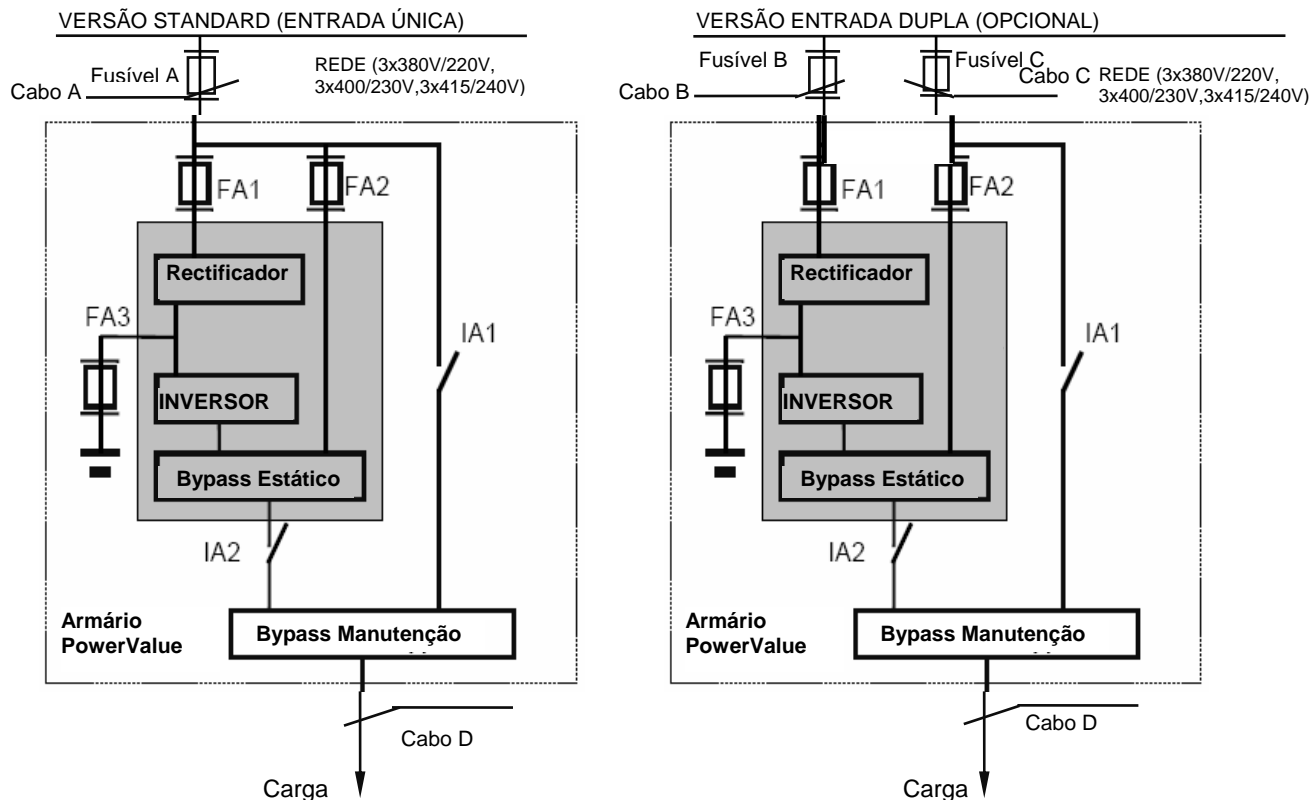 VERSÃO STANDARD (ENTRADA ÚNICA)
Fusível A
Cabo A
REDE (3x380V/220V,
3x400/230V,3x415/240V)
FA1
FA2
Rectificador
FA3
IA1
INVERSOR
Bypass Estático
IA2
Armário
PowerValue
Bypass Manutenção
Cabo D
Carga
VERSÃO ENTRADA DUPLA (OPCIONAL)
Fusível B
Fusível C
Cabo B
Cabo C
REDE (3x380V/220V,
3x400/230V,3x415/240V)
FA1
FA2
Rectificador
FA3
IA1
INVERSOR
Bypass Estático
IA2
Armário
PowerValue
Bypass Manutenção
Cabo D
Carga